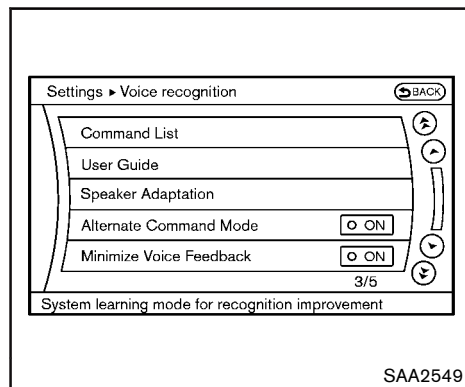 Settings ▸ Voice recognition
BACK
Command List
User Guide
Speaker Adaptation
Alternate Command Mode ON
Minimize Voice Feedback ON
3/5
System learning mode for recognition improvement
SAA2549